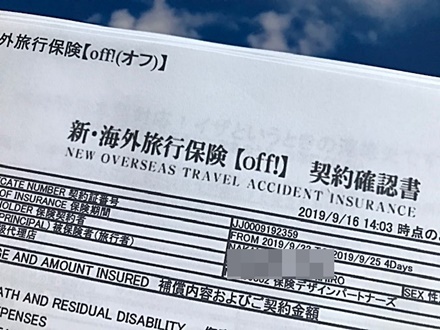 外旅行保険【off!(オフ)】
新・海外旅行保険【off!】 契約確認書
NEW OVERSEAS TRAVEL ACCIDENT INSURANCE
2019/9/16 14:03 時点の
CATE NUMBER 契約証番号 JJ0009192359
OF INSURANCE 保険期間 FROM 2019/9/22 TO 2019/9/25 4Days
HOLDER 保険契約者
PRINCIPAL) 被保険者(旅行者) SEX 性
扱代理店 保険デザインパートナーズ
GE AND AMOUNT INSURED 補償内容およびご契約金額
ATH AND RESIDUAL DISABILITY
EXPENSES